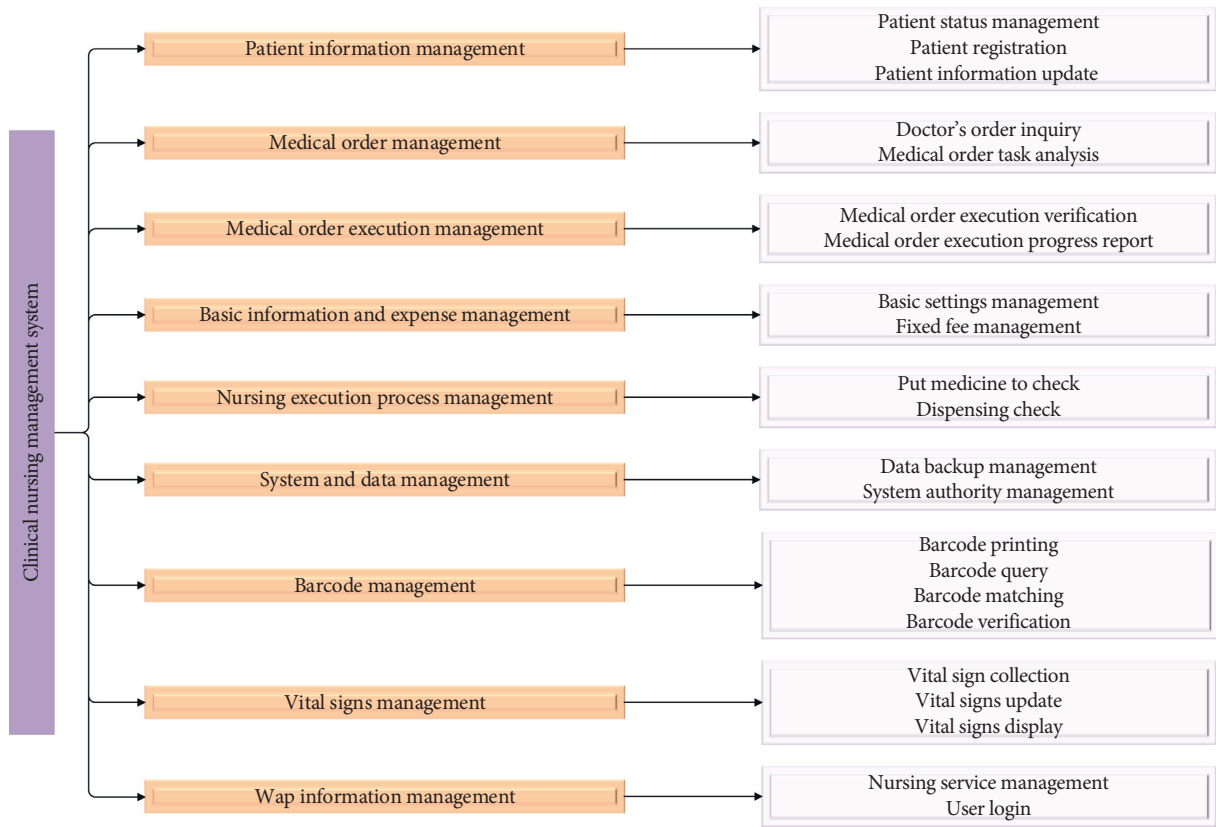 Clinical nursing management system
Patient information management
Patient status management
Patient registration
Patient information update
Medical order management
Doctor's order inquiry
Medical order task analysis
Medical order execution management
Medical order execution verification
Medical order execution progress report
Basic information and expense management
Basic settings management
Fixed fee management
Nursing execution process management
Put medicine to check
Dispensing check
System and data management
Data backup management
System authority management
Barcode management
Barcode printing
Barcode query
Barcode matching
Barcode verification
Vital signs management
Vital sign collection
Vital signs update
Vital signs display
Wap information management
Nursing service management
User login